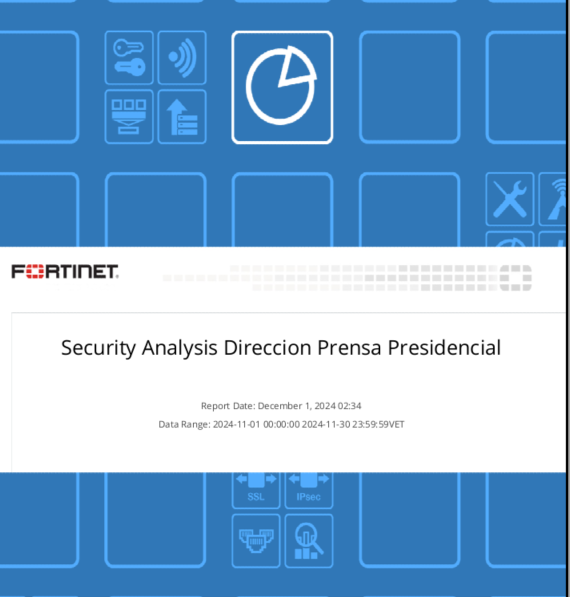 FORTINET
Security Analysis Direccion Prensa Presidencial
Report Date: December 1, 2024 02:34
Data Range: 2024-11-01 00:00:00 2024-11-30 23:59:59VET
SSL
IPsec